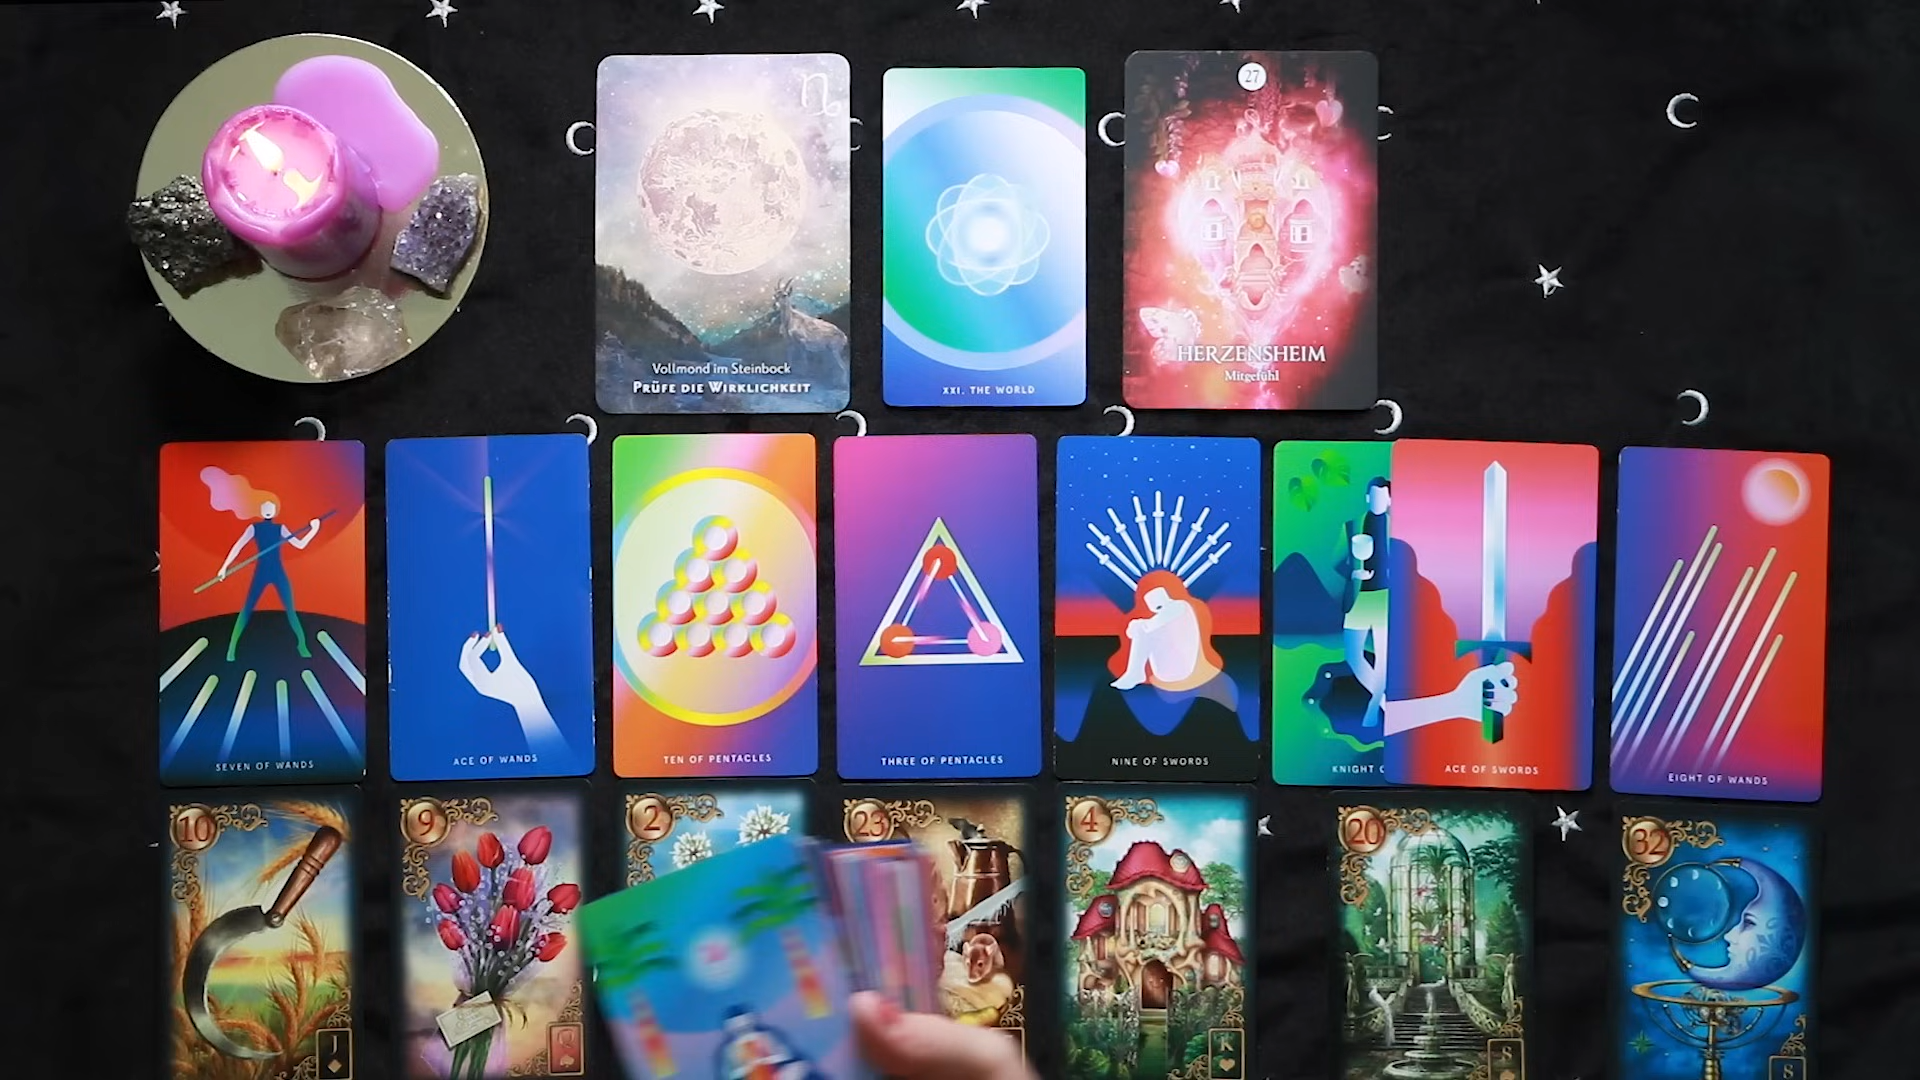 27
Vollmond im Steinbock
PRÜFE DIE WIRKLICHKEIT
XXI. THE WORLD
HERZENSHEIM
Mitgefühl
SEVEN OF WANDS
ACE OF WANDS
TEN OF PENTACLES
THREE OF PENTACLES
NINE OF SWORDS
KNIGHT
ACE OF SWORDS
EIGHT OF WANDS
10
9
2
23
4
20
32
J
Q
K
8
8